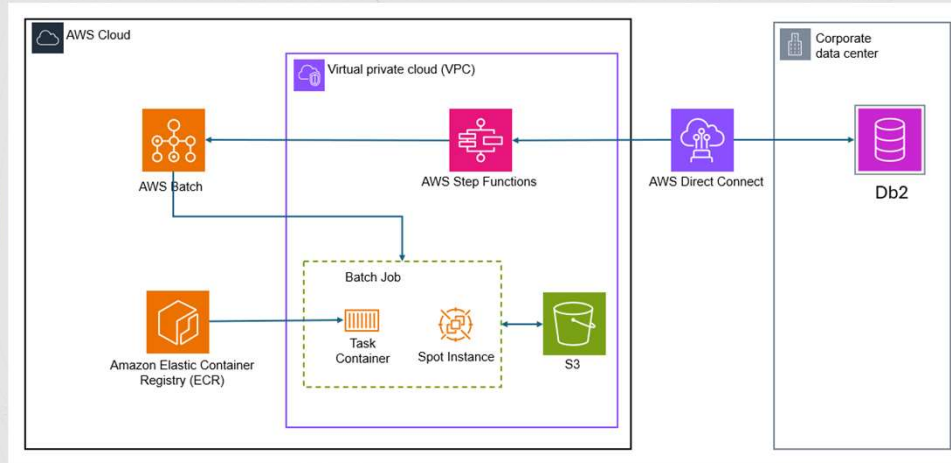 AWS Cloud
Corporate
data center
Virtual private cloud (VPC)
AWS Batch
AWS Step Functions
AWS Direct Connect
Db2
Batch Job
Task
Container
Spot Instance
S3
Amazon Elastic Container
Registry (ECR)